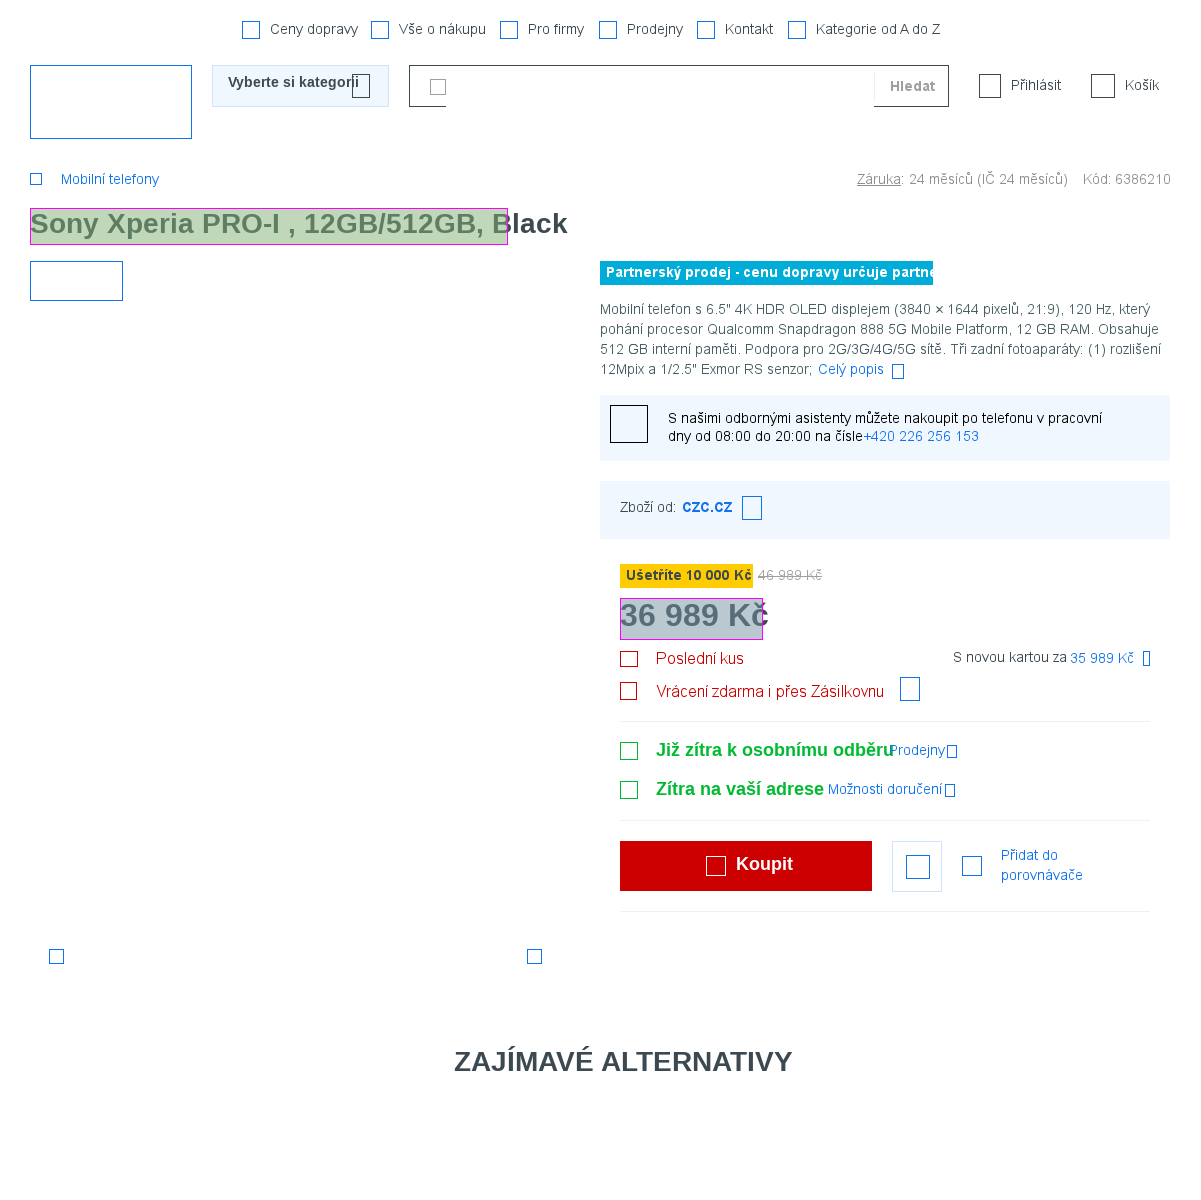 Ceny dopravy Vše o nákupu Pro firmy Prodejny Kontakt Kategorie od A do Z
Vyberte si kategorii Hledat Přihlásit Košík
Mobilní telefony Záruka: 24 měsíců (IČ 24 měsíců) Kód: 6386210
Sony Xperia PRO-I , 12GB/512GB, Black
Partnerský prodej - cenu dopravy určuje partne
Mobilní telefon s 6.5" 4K HDR OLED displejem (3840 × 1644 pixelů, 21:9), 120 Hz, který
pohání procesor Qualcomm Snapdragon 888 5G Mobile Platform, 12 GB RAM. Obsahuje
512 GB interní paměti. Podpora pro 2G/3G/4G/5G sítě. Tři zadní fotoaparáty: (1) rozlišení
12Mpix a 1/2.5" Exmor RS senzor; Celý popis
S našimi odbornými asistenty můžete nakoupit po telefonu v pracovní
dny od 08:00 do 20:00 na čísle+420 226 256 153
Zboží od: CZC.CZ
Ušetříte 10 000 Kč 46 989 Kč
36 989 Kč
Poslední kus S novou kartou za 35 989 Kč
Vrácení zdarma i přes Zásilkovnu
Již zítra k osobnímu odběru Prodejny
Zítra na vaší adrese Možnosti doručení
Koupit Přidat do
porovnávače
ZAJÍMAVÉ ALTERNATIVY